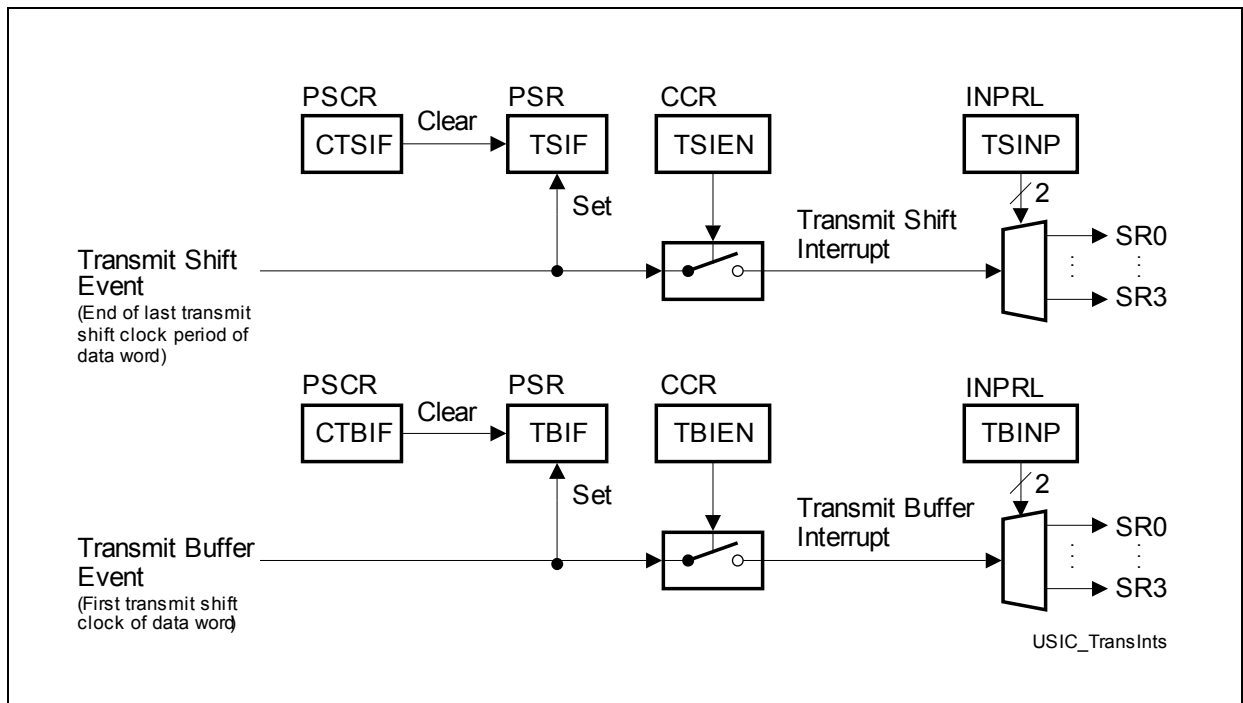 PSCR PSR CCR INPRL
CTSIF Clear TSIF TSIEN TSINP
Set 2
Transmit Shift
Interrupt
SR0
SR3
Transmit Shift
Event
(End of last transmit
shift clock period of
data word)
PSCR PSR CCR INPRL
CTBIF Clear TBIF TBIEN TBINP
Set 2
Transmit Buffer
Interrupt
SR0
SR3
Transmit Buffer
Event
(First transmit shift
clock of data word)
USIC_TransInts